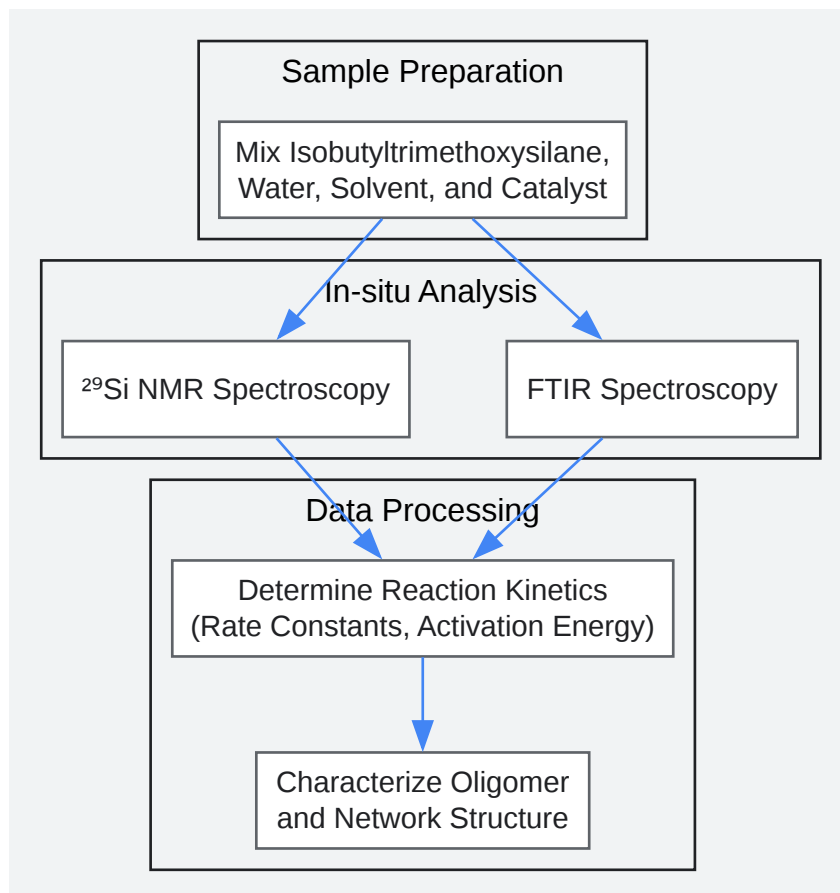 Sample Preparation
Mix Isobutyltrimethoxysilane,
Water, Solvent, and Catalyst
In-situ Analysis
²⁹Si NMR Spectroscopy
FTIR Spectroscopy
Data Processing
Determine Reaction Kinetics
(Rate Constants, Activation Energy)
Characterize Oligomer
and Network Structure